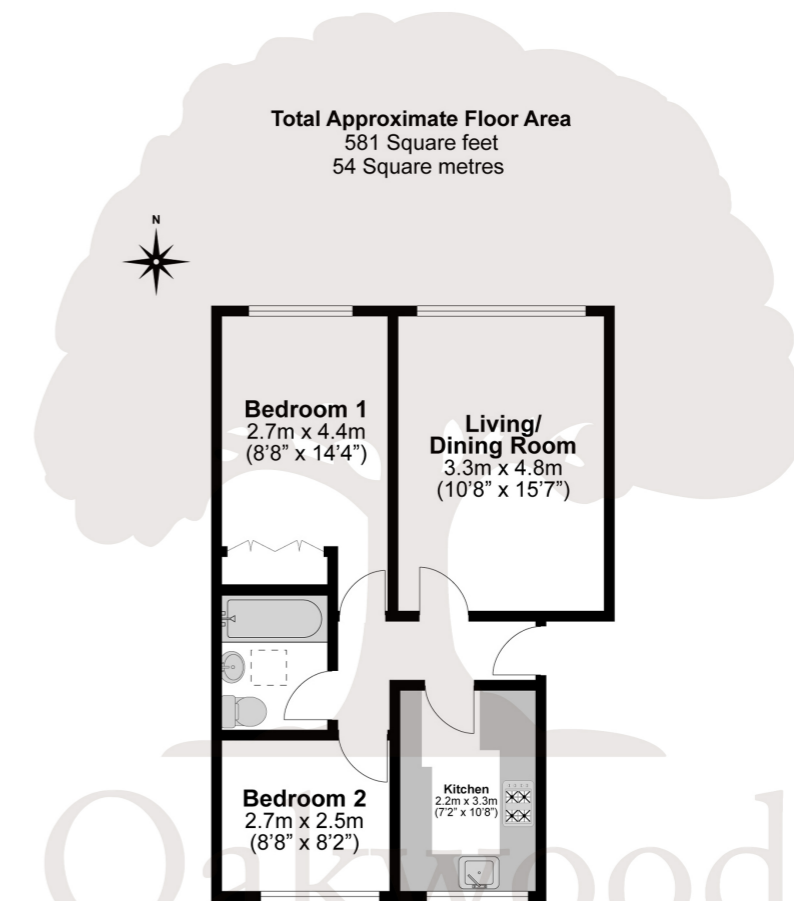 Total Approximate Floor Area
581 Square feet
54 Square metres
N
Bedroom 1
2.7m x 4.4m
(8’8” x 14’4”)
Living/
Dining Room
3.3m x 4.8m
(10’8” x 15’7”)
Bedroom 2
2.7m x 2.5m
(8’8” x 8’2”)
Kitchen
2.2m x 3.3m
(7’2” x 10’8”)
Oakwood